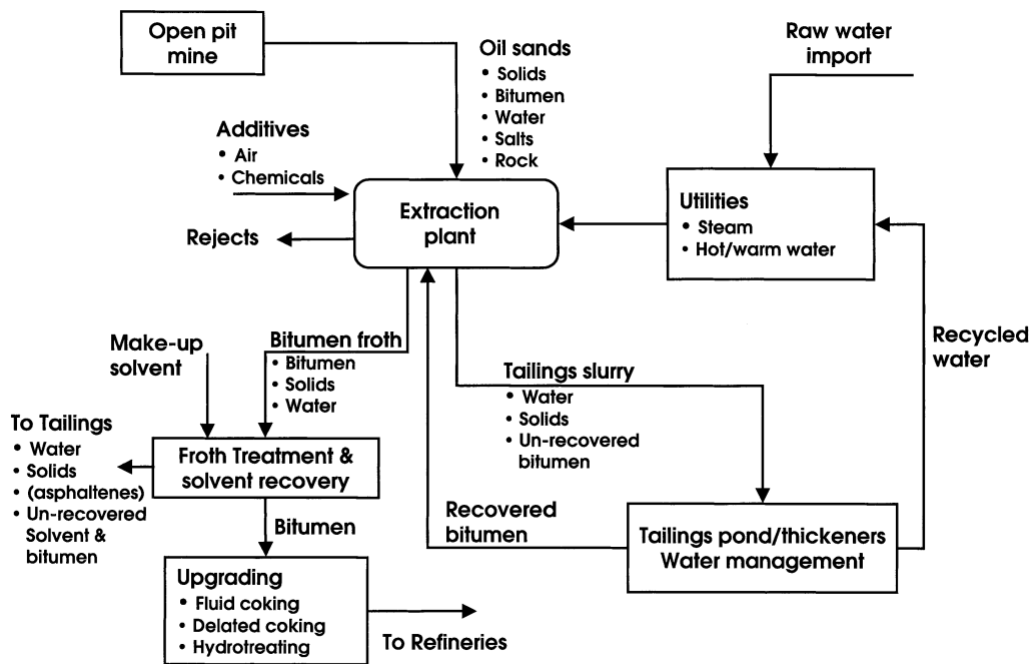 Open pit
mine
Oil sands
• Solids
• Bitumen
• Water
• Salts
• Rock
Raw water
import
Additives
• Air
• Chemicals
Extraction
plant
Utilities
• Steam
• Hot/warm water
Rejects
Make-up
solvent
Bitumen froth
• Bitumen
• Solids
• Water
Tailings slurry
• Water
• Solids
• Un-recovered
bitumen
Recycled
water
To Tailings
• Water
• Solids
• (asphaltenes)
• Un-recovered
Solvent &
bitumen
Froth Treatment &
solvent recovery
Bitumen
Recovered
bitumen
Tailings pond/thickeners
Water management
Upgrading
• Fluid coking
• Delated coking
• Hydrotreating
To Refineries